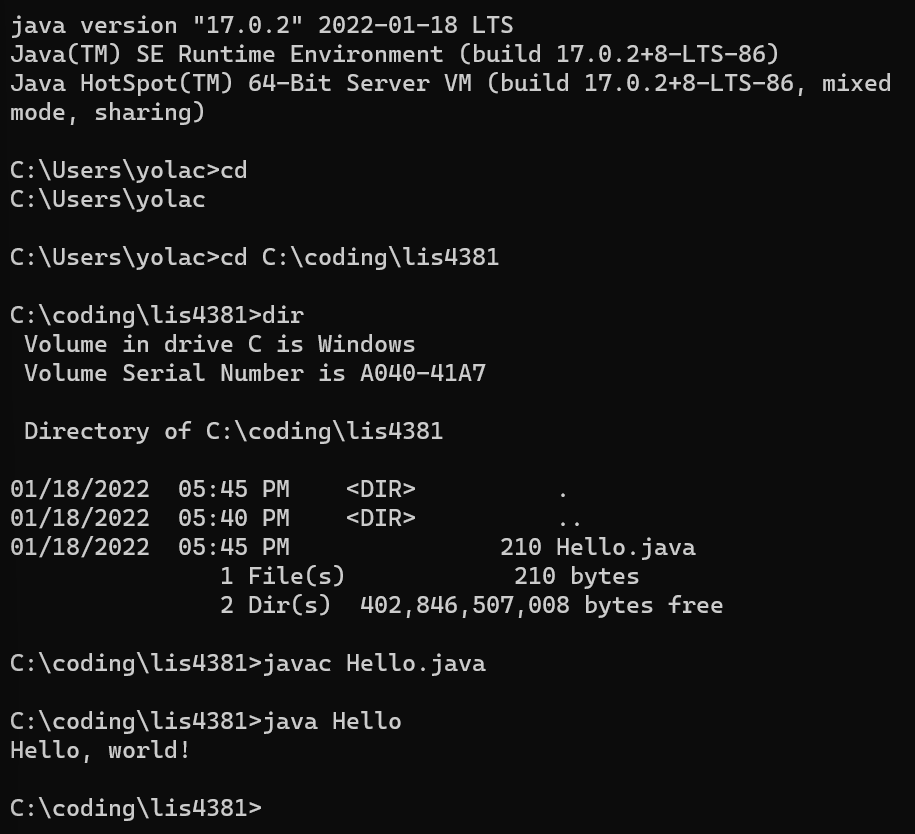 java version "17.0.2" 2022-01-18 LTS
Java(TM) SE Runtime Environment (build 17.0.2+8-LTS-86)
Java HotSpot(TM) 64-Bit Server VM (build 17.0.2+8-LTS-86, mixed
mode, sharing)

C:\Users\yolac>cd
C:\Users\yolac

C:\Users\yolac>cd C:\coding\lis4381

C:\coding\lis4381>dir
 Volume in drive C is Windows
 Volume Serial Number is A040-41A7

 Directory of C:\coding\lis4381

01/18/2022  05:45 PM    <DIR>          .
01/18/2022  05:40 PM    <DIR>          ..
01/18/2022  05:45 PM               210 Hello.java
               1 File(s)            210 bytes
               2 Dir(s)  402,846,507,008 bytes free

C:\coding\lis4381>javac Hello.java

C:\coding\lis4381>java Hello
Hello, world!

C:\coding\lis4381>